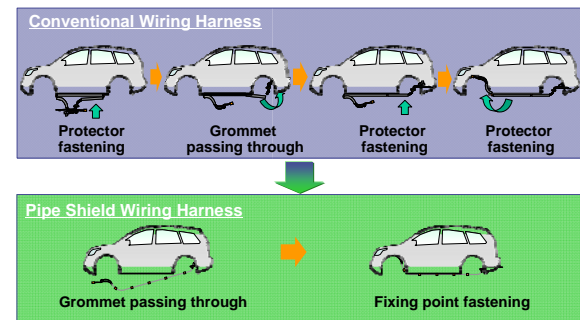 Conventional Wiring Harness
Protector
fastening
Grommet
passing through
Protector
fastening
Protector
fastening
Pipe Shield Wiring Harness
Grommet passing through
Fixing point fastening